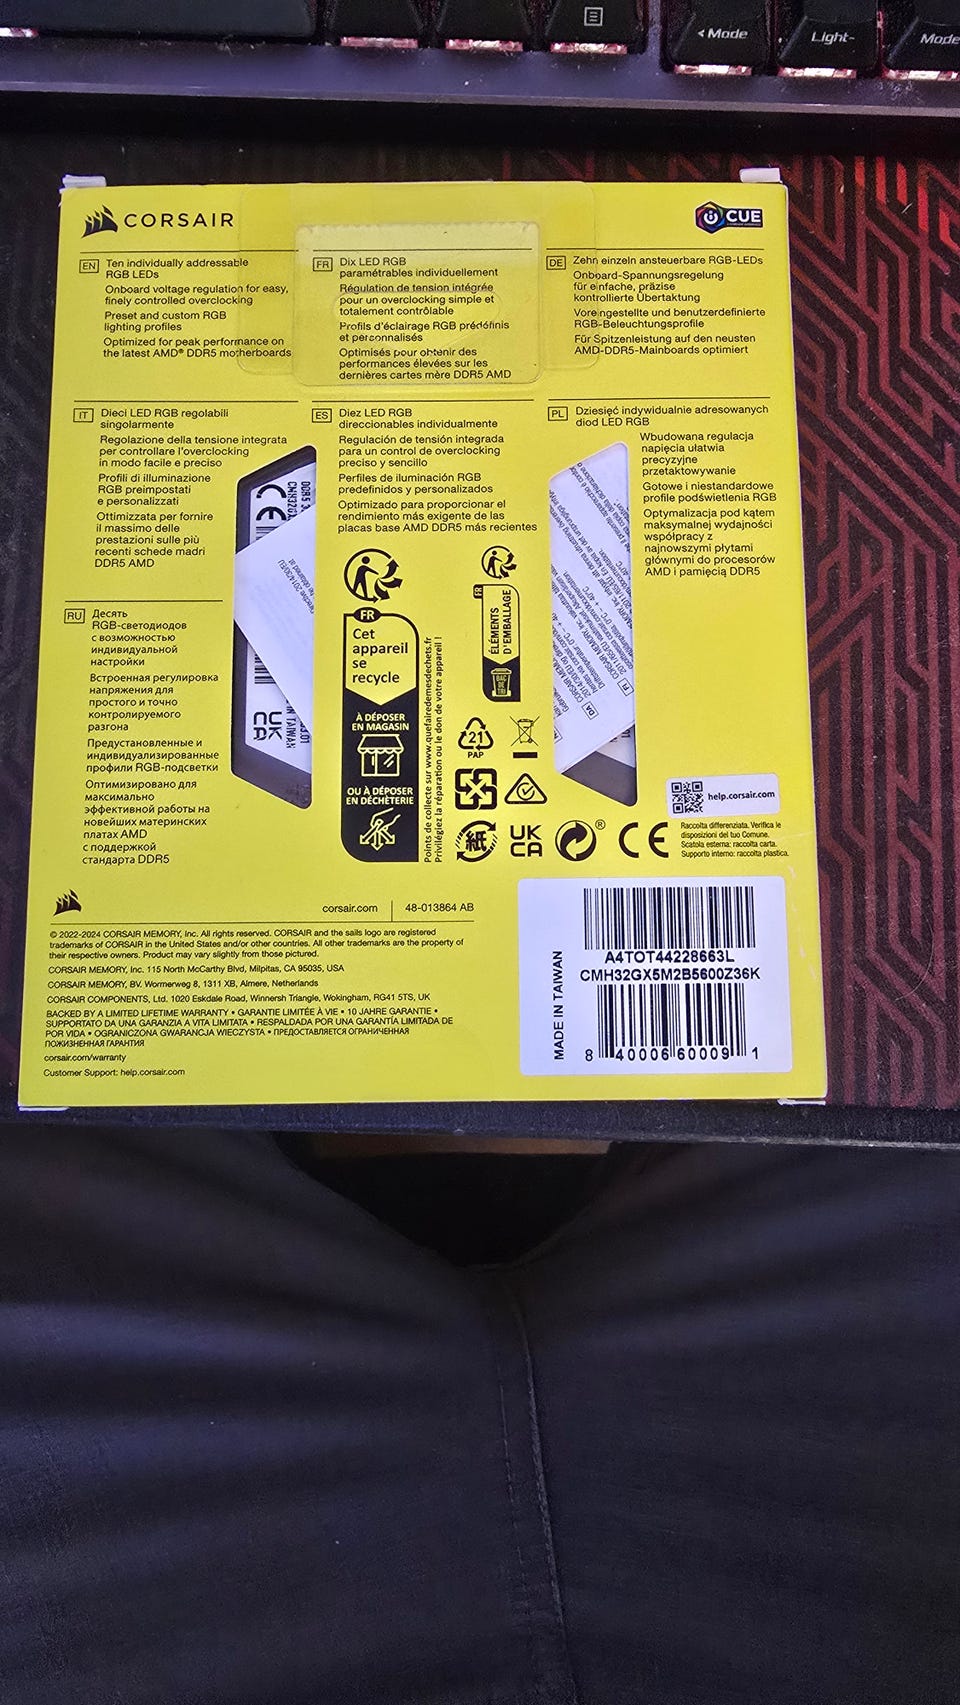 Mode
Light-
Mode
CORSAIR
CUE
EN
Ten individually addressable
RGB LEDs
Onboard voltage regulation for easy,
finely controlled overclocking
Preset and custom RGB
lighting profiles
Optimized for peak performance on
the latest AMD® DDR5 motherboards
FR
Dix LED RGB
paramétrables individuellement
Régulation de tension intégrée
pour un overclocking simple et
totalement contrôlable
Profils d'éclairage RGB prédéfinis
et personnalisés
Optimisés pour obtenir des
performances élevées sur les
dernières cartes mère DDR5 AMD
DE
Zehn einzeln ansteuerbare RGB-LEDs
Onboard-Spannungsregelung
für einfache, präzise
kontrollierte Übertaktung
Voreingestellte und benutzerdefinierte
RGB-Beleuchtungsprofile
Für Spitzenleistung auf den neusten
AMD-DDR5-Mainboards optimiert
IT
Dieci LED RGB regolabili
singolarmente
Regolazione della tensione integrata
per controllare l'overclocking
in modo facile e preciso
Profili di illuminazione
RGB preimpostati
e personalizzati
Ottimizzata per fornire
il massimo delle
prestazioni sulle più
recenti schede madri
DDR5 AMD
ES
Diez LED RGB
direccionables individualmente
Regulación de tensión integrada
para un control de overclocking
preciso y sencillo
Perfiles de iluminación RGB
predefinidos y personalizados
Optimizado para proporcionar el
rendimiento más exigente de las
placas base AMD DDR5 más recientes
PL
Dziesięć indywidualnie adresowanych
diod LED RGB
Wbudowana regulacja
napięcia ułatwia
precyzyjne
przetaktowywanie
Gotowe i niestandardowe
profile podświetlenia RGB
Optymalizacja pod kątem
maksymalnej wydajności
współpracy z
najnowszymi płytami
głównymi do procesorów
AMD i pamięcią DDR5
RU
Десять
RGB-светодиодов
с возможностью
индивидуальной
настройки
Встроенная регулировка
напряжения для
простого и точно
контролируемого
разгона
Предустановленные и
индивидуализированные
профили RGB-подсветки
Оптимизировано для
максимально
эффективной работы на
новейших материнских
платах AMD
с поддержкой
стандарта DDR5
CE
UK
CA
FR
Cet
appareil
se
recycle
À DÉPOSER
EN MAGASIN
OU À DÉPOSER
EN DÉCHÈTERIE
Points de collecte sur www.quefairedemesdechets.fr
Privilégiez la réparation ou le don de votre appareil !
FR
ÉLÉMENTS
D'EMBALLAGE
BAC
DE
TRI
21
PAP
紙
UK
CA
®
CE
help.corsair.com
Raccolta differenziata. Verifica le
disposizioni del tuo Comune.
Scatola esterna: raccolta carta.
Supporto interno: raccolta plastica.
corsair.com
48-013864 AB
© 2022-2024 CORSAIR MEMORY, Inc. All rights reserved. CORSAIR and the sails logo are registered
trademarks of CORSAIR in the United States and/or other countries. All other trademarks are the property of
their respective owners. Product may vary slightly from those pictured.
CORSAIR MEMORY, Inc. 115 North McCarthy Blvd, Milpitas, CA 95035, USA
CORSAIR MEMORY, BV. Wormerweg 8, 1311 XB, Almere, Netherlands
CORSAIR COMPONENTS, Ltd. 1020 Eskdale Road, Winnersh Triangle, Wokingham, RG41 5TS, UK
BACKED BY A LIMITED LIFETIME WARRANTY • GARANTIE LIMITÉE À VIE • 10 JAHRE GARANTIE •
SUPPORTATO DA UNA GARANZIA A VITA LIMITATA • RESPALDADA POR UNA GARANTÍA LIMITADA DE
POR VIDA • OGRANICZONA GWARANCJA WIECZYSTA • ПРЕДОСТАВЛЯЕТСЯ ОГРАНИЧЕННАЯ
ПОЖИЗНЕННАЯ ГАРАНТИЯ
corsair.com/warranty
Customer Support: help.corsair.com
MADE IN TAIWAN
A4TOT44228663L
CMH32GX5M2B5600Z36K
8 40006 60009 1